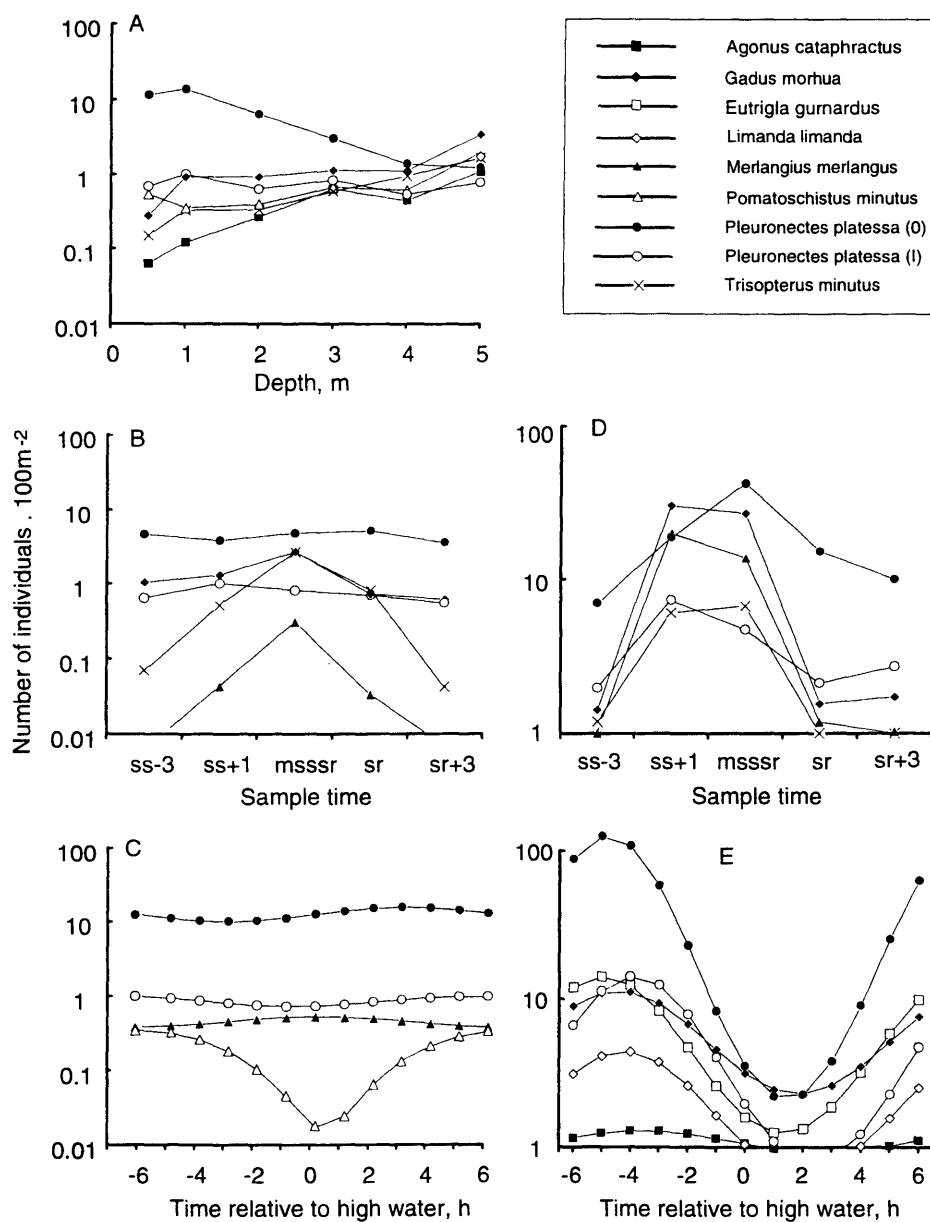 A
100
10
1
0.1
0.01
0
1
2
3
4
5
Depth, m
Agonus cataphractus
Gadus morhua
Eutrigla gurnardus
Limanda limanda
Merlangius merlangus
Pomatoschistus minutus
Pleuronectes platessa (0)
Pleuronectes platessa (I)
Trisopterus minutus
Number of individuals . 100m-2
B
100
10
1
0.1
0.01
ss-3
ss+1
msssr
sr
sr+3
Sample time
D
100
10
1
ss-3
ss+1
msssr
sr
sr+3
Sample time
C
100
10
1
0.1
0.01
-6
-4
-2
0
2
4
6
Time relative to high water, h
E
100
10
1
-6
-4
-2
0
2
4
6
Time relative to high water, h